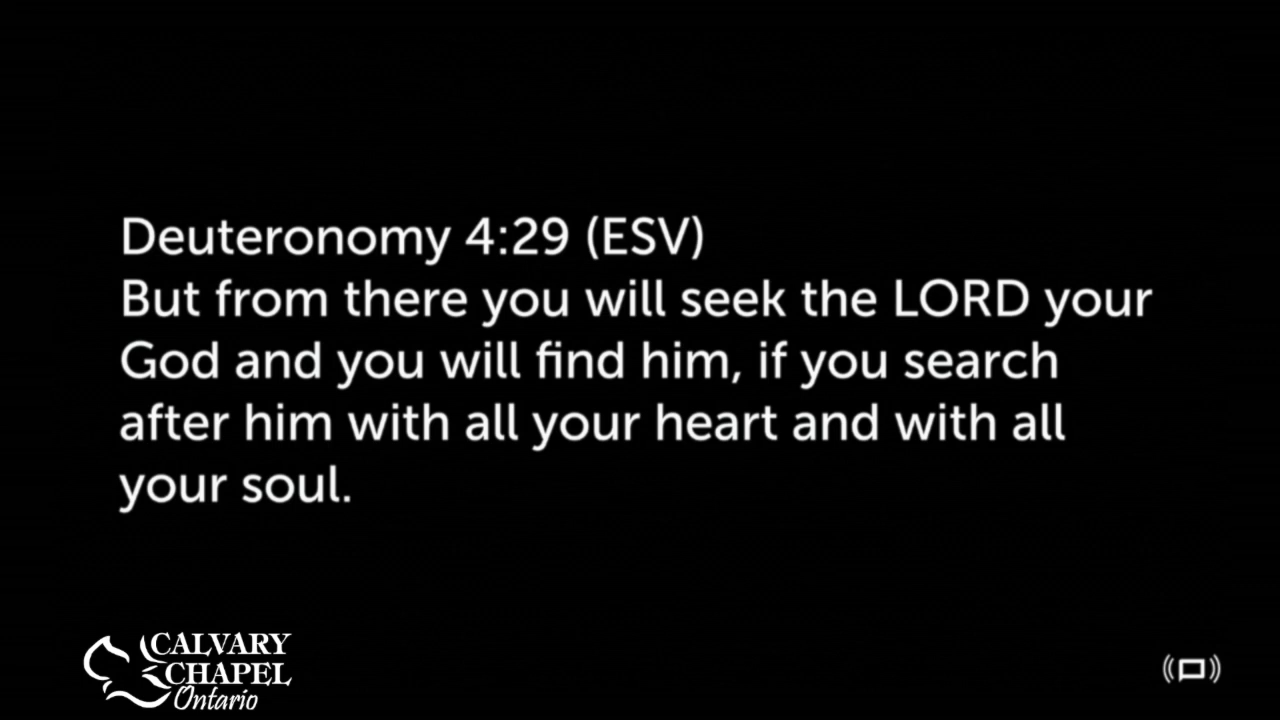 Deuteronomy 4:29 (ESV)
But from there you will seek the LORD your
God and you will find him, if you search
after him with all your heart and with all
your soul.
CALVARY
CHAPEL
Ontario